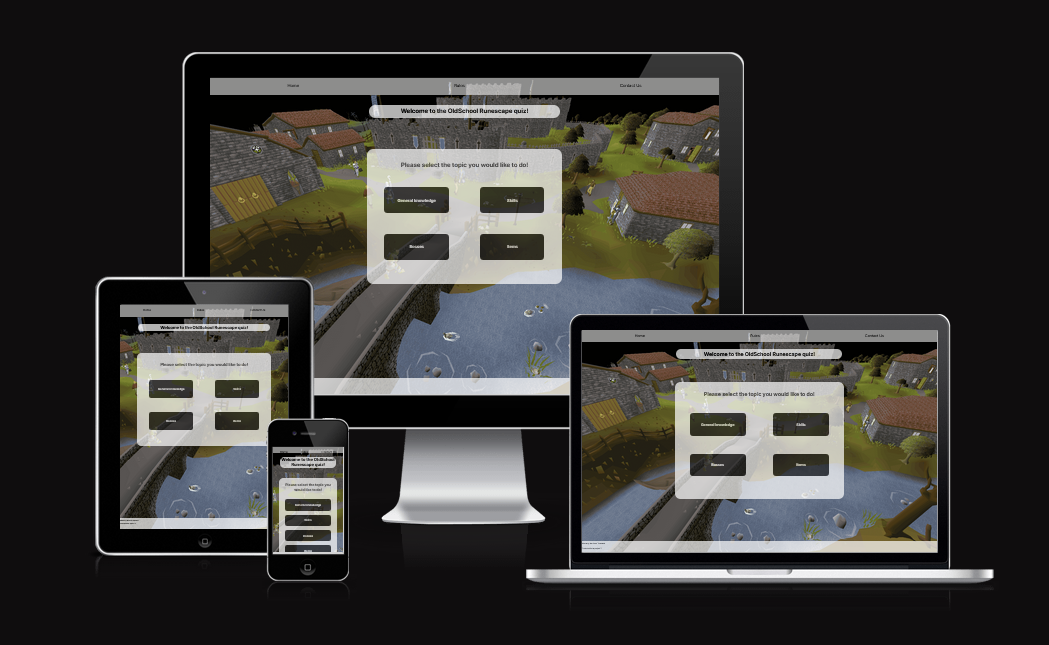 Home Rules Contact Us
Welcome to the OldSchool Runescape quiz!
Please select the topic you would like to do!
General knowledge Skills
Bosses Items
Welcome to the OldSchool Runescape quiz!
Please select the topic you would like to do!
General knowledge Skills
Bosses Items
Welcome to the OldSchool
Runescape quiz!
Please select the topic you
would like to do!
General knowledge
Skills
Bosses
Items
Home Rules Contact Us
Welcome to the OldSchool Runescape quiz!
Please select the topic you would like to do!
General knowledge Skills
Bosses Items